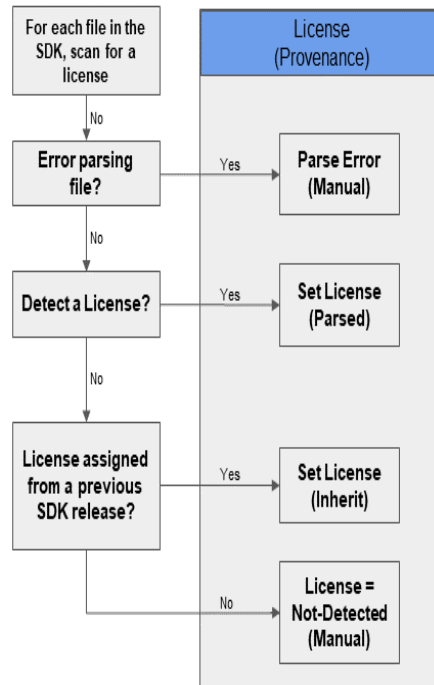 For each file in the
SDK, scan for a
license
License
(Provenance)
No
Error parsing
file?
Yes
Parse Error
(Manual)
No
Detect a License?
Yes
Set License
(Parsed)
No
License assigned
from a previous
SDK release?
Yes
Set License
(Inherit)
No
License =
Not-Detected
(Manual)